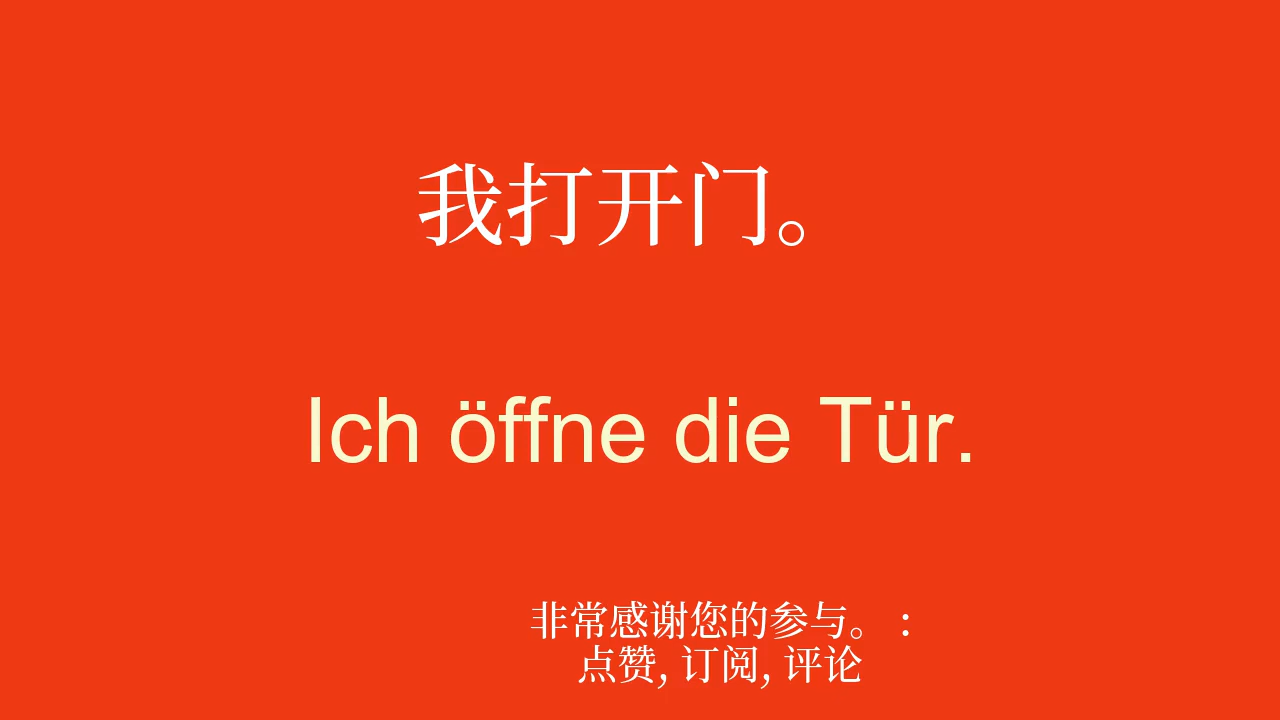 我打开门。
Ich öffne die Tür.
非常感谢您的参与。 :
点赞, 订阅, 评论